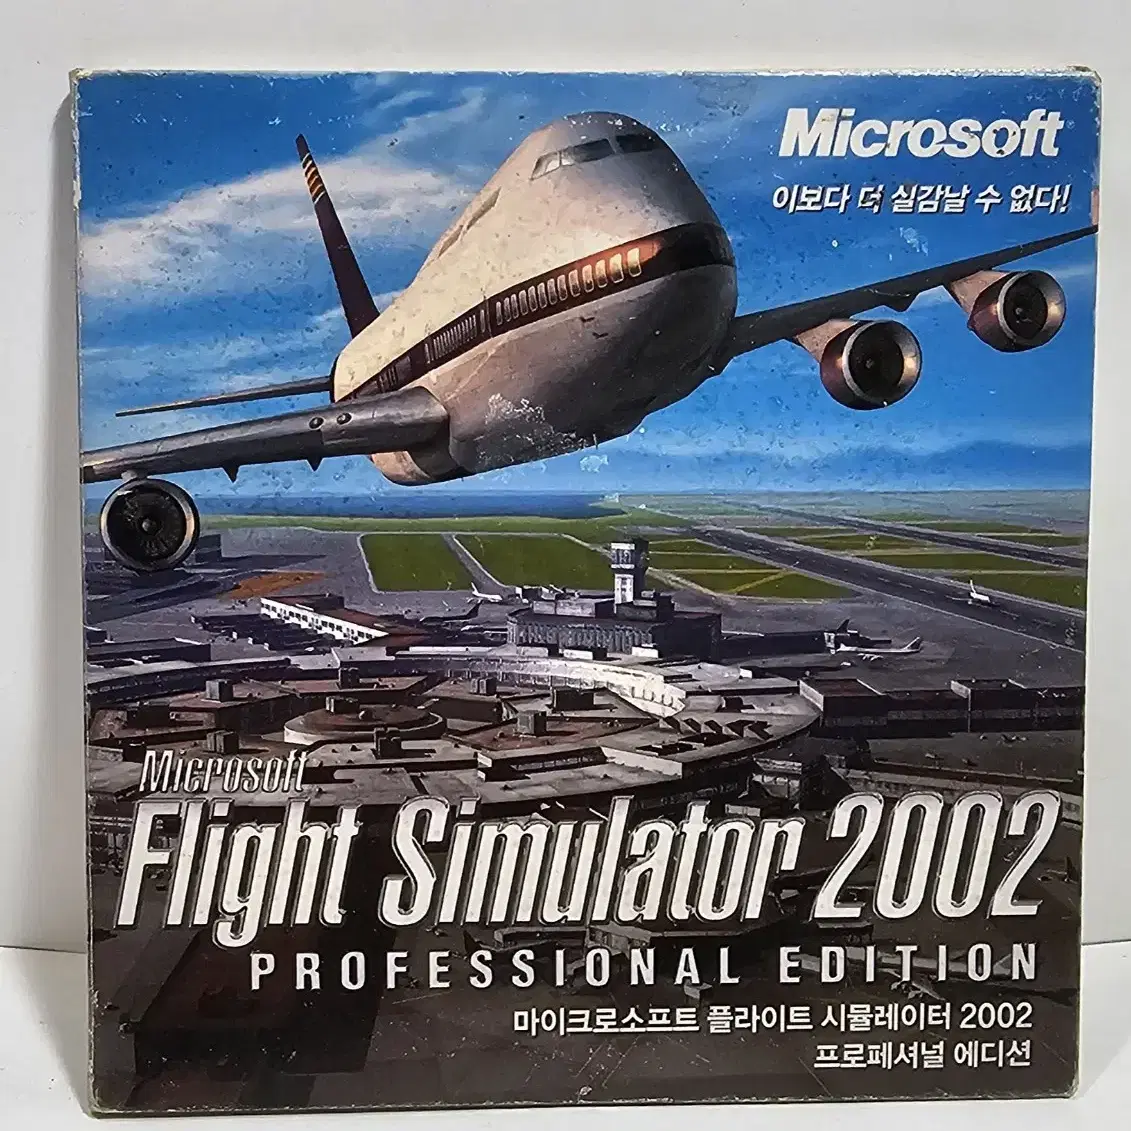 Microsoft
이보다 더 실감날 수 없다!
Microsoft
Flight Simulator 2002
PROFESSIONAL EDITION
마이크로소프트 플라이트 시뮬레이터 2002
프로페셔널 에디션